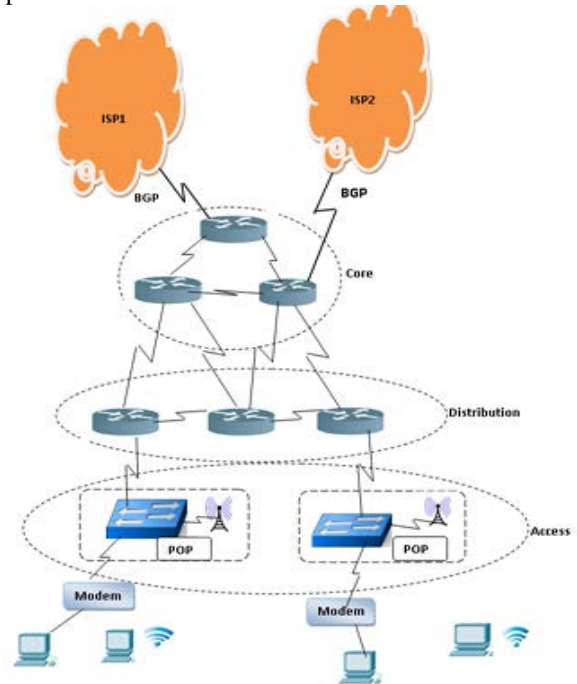 ISP1
ISP2
BGP
BGP
Core
Distribution
POP
POP
Access
Modem
Modem